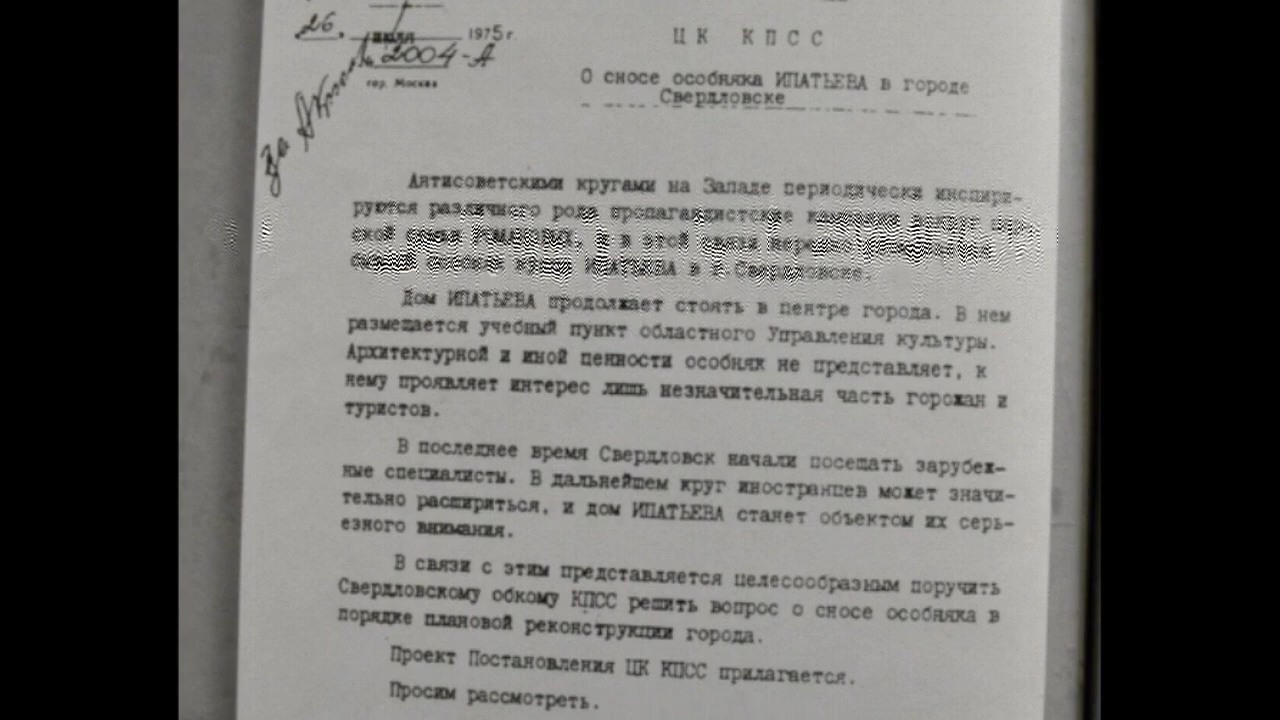 26. июля 1975 г.
2004-А
гор. Москва
ЦК КПСС
О сносе особняка ИПАТЬЕВА в городе
Свердловске
Антисоветскими кругами на Западе периодически инспири-
руются различного рода пропагандистские кампании вокруг цар-
ской семьи РОМАНОВЫХ, и в этой связи нередко
ИПАТЬЕВА в г.Свердловске.
Дом ИПАТЬЕВА продолжает стоять в центре города. В нем
размещается учебный пункт областного Управления культуры.
Архитектурной и иной ценности особняк не представляет, к
нему проявляет интерес лишь незначительная часть горожан и
туристов.
В последнее время Свердловск начали посещать зарубеж-
ные специалисты. В дальнейшем круг иностранцев может значи-
тельно расшириться, и дом ИПАТЬЕВА станет объектом их серь-
езного внимания.
В связи с этим представляется целесообразным поручить
Свердловскому обкому КПСС решить вопрос о сносе особняка в
порядке плановой реконструкции города.
Проект Постановления ЦК КПСС прилагается.
Просим рассмотреть.